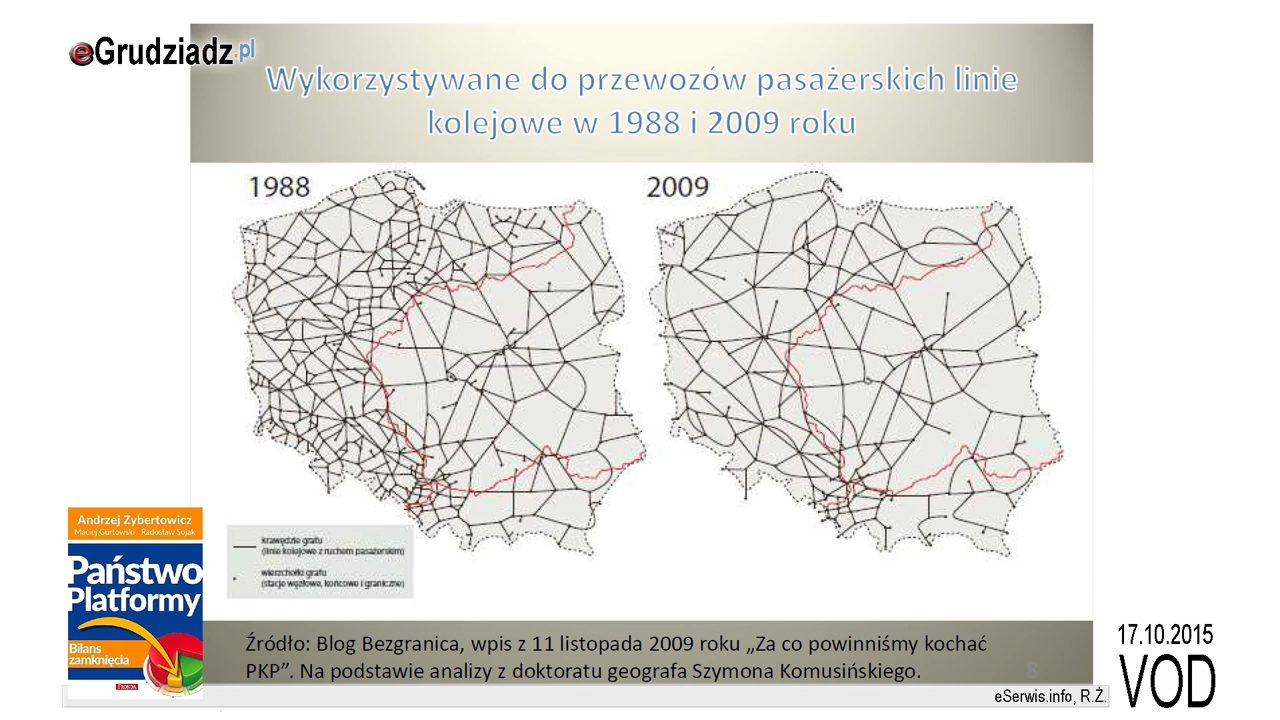 eGrudziadz.pl
Wykorzystywane do przewozów pasażerskich linie
kolejowe w 1988 i 2009 roku
1988
2009
krawędzie grafu
(linie kolejowe z ruchem pasażerskim)
wierzchołki grafu
(stacje węzłowe, końcowe i graniczne)
Andrzej Zybertowicz
Maciej Gurtowski Radosław Sojak
Państwo
Platformy
Bilans
zamknięcia
Źródło: Blog Bezgranica, wpis z 11 listopada 2009 roku „Za co powinniśmy kochać
PKP”. Na podstawie analizy z doktoratu geografa Szymona Komusińskiego.
8
17.10.2015
VOD
eSerwis.info, R.Ż.